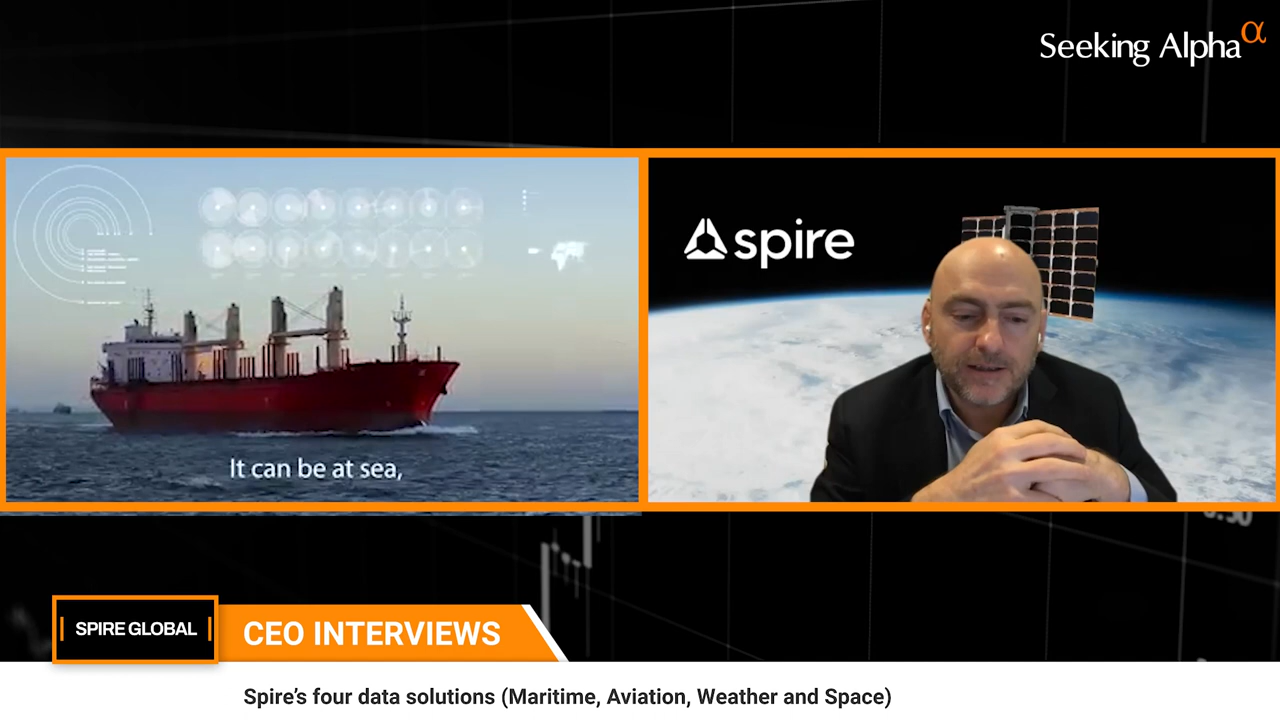 Seeking Alpha α
spire
It can be at sea,
SPIRE GLOBAL
CEO INTERVIEWS
Spire's four data solutions (Maritime, Aviation, Weather and Space)